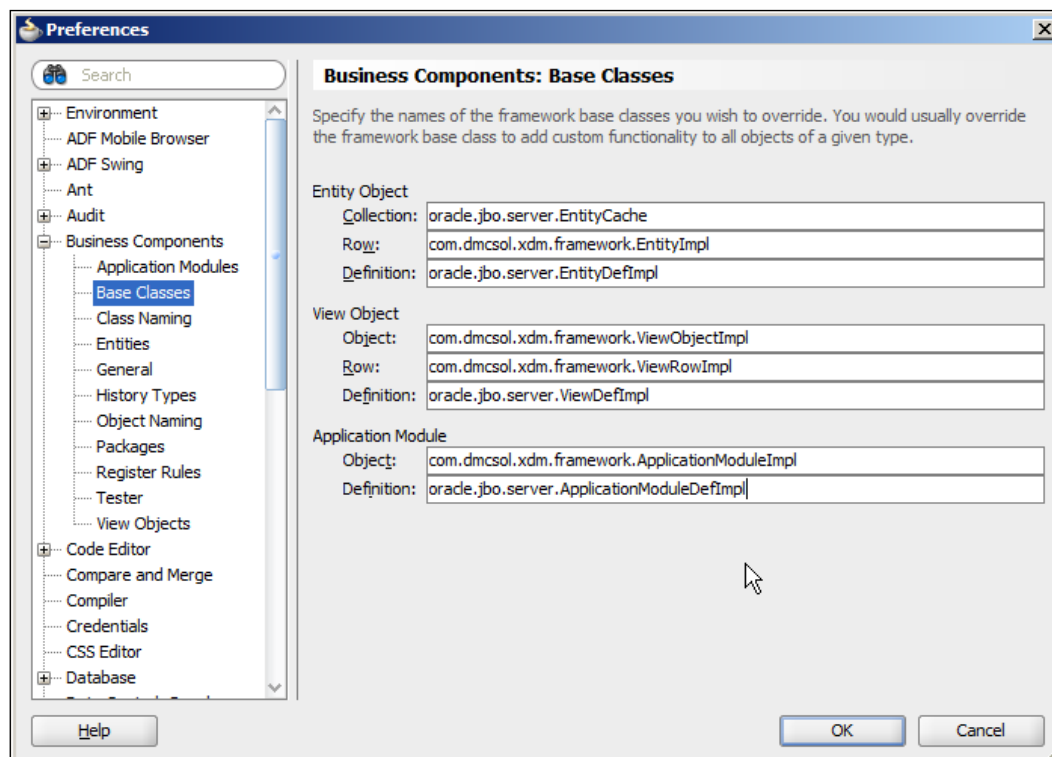 Preferences
Search
Environment
ADF Mobile Browser
ADF Swing
Ant
Audit
Business Components
Application Modules
Base Classes
Class Naming
Entities
General
History Types
Object Naming
Packages
Register Rules
Tester
View Objects
Code Editor
Compare and Merge
Compiler
Credentials
CSS Editor
Database
Business Components: Base Classes
Specify the names of the framework base classes you wish to override. You would usually override
the framework base class to add custom functionality to all objects of a given type.
Entity Object
Collection: oracle.jbo.server.EntityCache
Row: com.dmcsol.xdm.framework.EntityImpl
Definition: oracle.jbo.server.EntityDefImpl
View Object
Object: com.dmcsol.xdm.framework.ViewObjectImpl
Row: com.dmcsol.xdm.framework.ViewRowImpl
Definition: oracle.jbo.server.ViewDefImpl
Application Module
Object: com.dmcsol.xdm.framework.ApplicationModuleImpl
Definition: oracle.jbo.server.ApplicationModuleDefImpl
Help
OK
Cancel